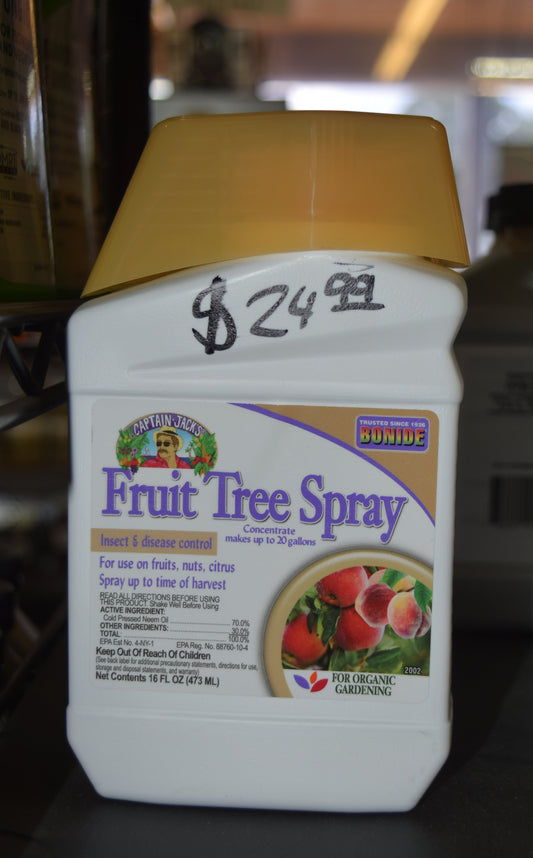 $24 99
CAPTAIN JACK'S
TRUSTED SINCE 1926
BONIDE
Fruit Tree Spray
Concentrate
makes up to 20 gallons
Insect & disease control
For use on fruits, nuts, citrus
Spray up to time of harvest
READ ALL DIRECTIONS BEFORE USING
THIS PRODUCT. Shake Well Before Using
ACTIVE INGREDIENT:
Cold Pressed Neem Oil 70.0%
OTHER INGREDIENTS: 30.0%
TOTAL: 100.0%
EPA Est No. 4-NY-1 EPA Reg. No. 68760-10-4
Keep Out Of Reach Of Children
(See back label for additional precautionary statements, directions for use,
storage and disposal statements, and warranty)
Net Contents 16 FL OZ (473 ML)
2002
FOR ORGANIC
GARDENING